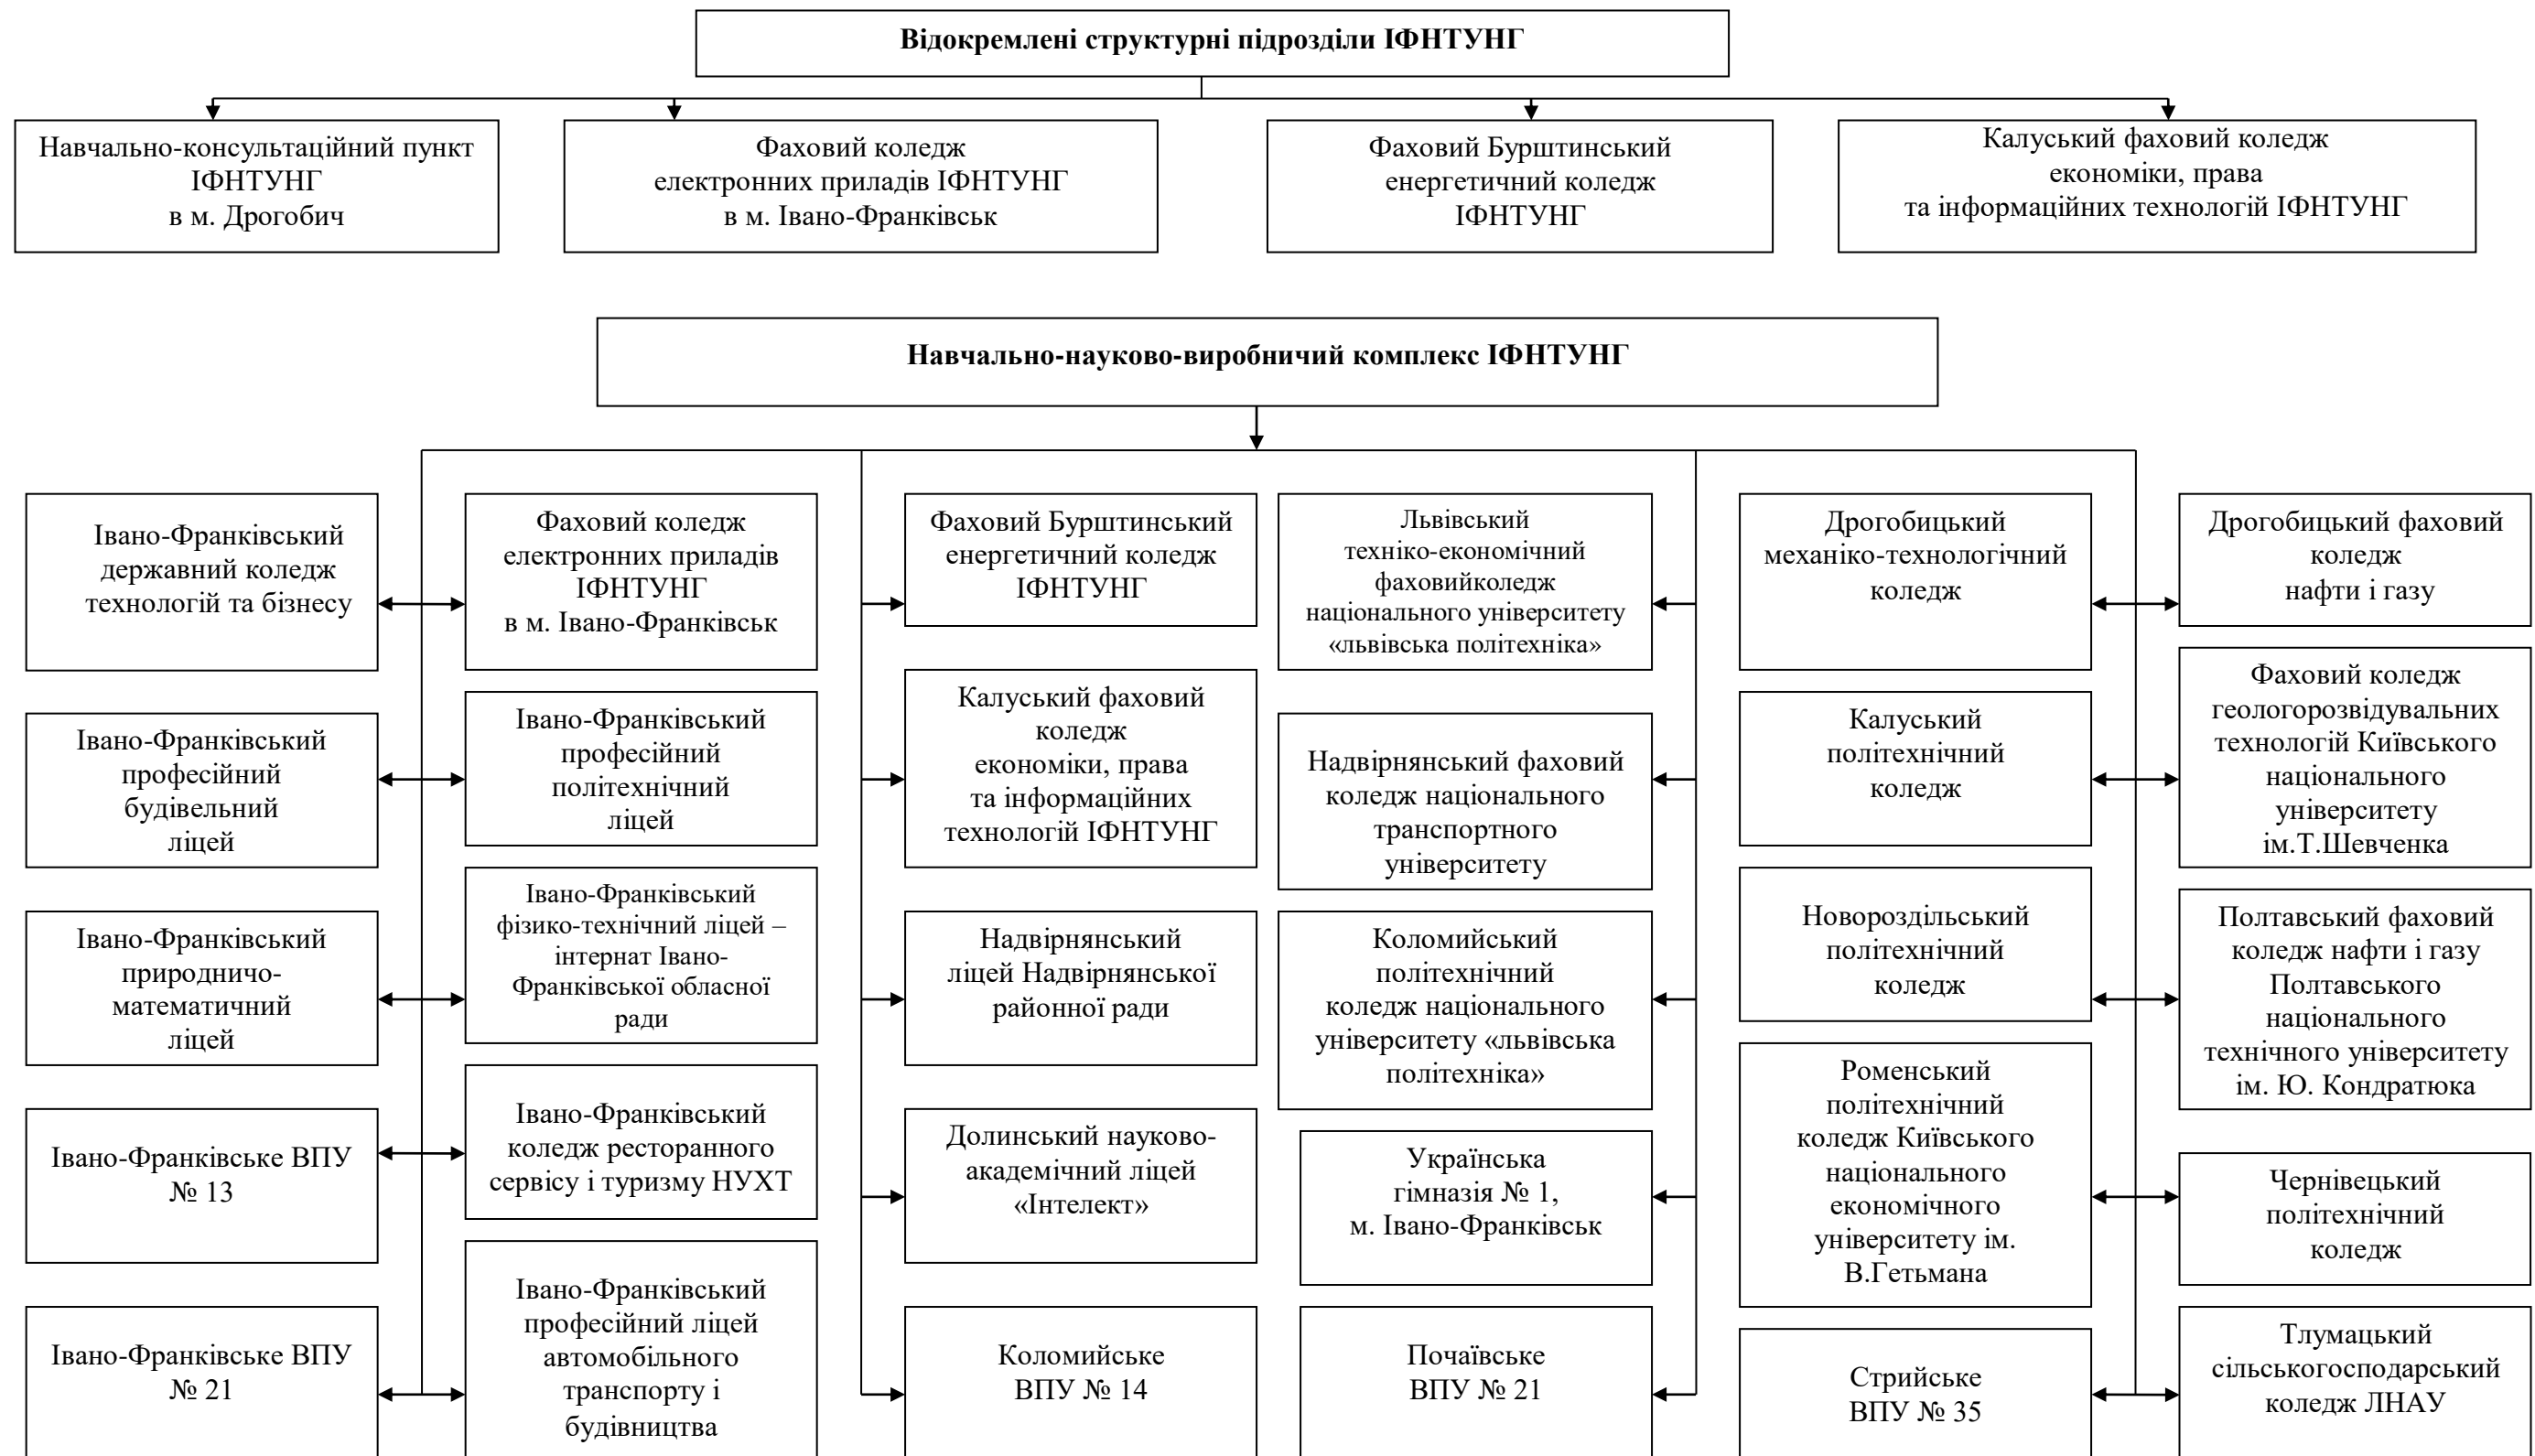 Відокремлені структурні підрозділи ІФНТУНГ
Навчально-консультаційний пункт
ІФНТУНГ
в м. Дрогобич
Фаховий коледж
електронних приладів ІФНТУНГ
в м. Івано-Франківськ
Фаховий Бурштинський
енергетичний коледж
ІФНТУНГ
Калуський фаховий коледж
економіки, права
та інформаційних технологій ІФНТУНГ
Навчально-науково-виробничий комплекс ІФНТУНГ
Івано-Франківський
державний коледж
технологій та бізнесу
Фаховий коледж
електронних приладів
ІФНТУНГ
в м. Івано-Франківськ
Фаховий Бурштинський
енергетичний коледж
ІФНТУНГ
Львівський
техніко-економічний
фаховийколедж
національного університету
«львівська політехніка»
Дрогобицький
механіко-технологічний
коледж
Дрогобицький фаховий
коледж
нафти і газу
Івано-Франківський
професійний
будівельний
ліцей
Івано-Франківський
професійний
політехнічний
ліцей
Калуський фаховий
коледж
економіки, права
та інформаційних
технологій ІФНТУНГ
Надвірнянський фаховий
коледж національного
транспортного
університету
Калуський
політехнічний
коледж
Фаховий коледж
геологорозвідувальних
технологій Київського
національного
університету
ім.Т.Шевченка
Івано-Франківський
природничо-
математичний
ліцей
Івано-Франківський
фізико-технічний ліцей –
інтернат Івано-
Франківської обласної
ради
Надвірнянський
ліцей Надвірнянської
районної ради
Коломийський
політехнічний
коледж національного
університету «львівська
політехніка»
Новороздільський
політехнічний
коледж
Полтавський фаховий
коледж нафти і газу
Полтавського
національного
технічного університету
ім. Ю. Кондратюка
Івано-Франківське ВПУ
№ 13
Івано-Франківський
коледж ресторанного
сервісу і туризму НУХТ
Долинський науково-
академічний ліцей
«Інтелект»
Українська
гімназія № 1,
м. Івано-Франківськ
Роменський
політехнічний
коледж Київського
національного
економічного
університету ім.
В.Гетьмана
Чернівецький
політехнічний
коледж
Івано-Франківське ВПУ
№ 21
Івано-Франківський
професійний ліцей
автомобільного
транспорту і
будівництва
Коломийське
ВПУ № 14
Почаївське
ВПУ № 21
Стрийське
ВПУ № 35
Тлумацький
сільськогосподарський
коледж ЛНАУ